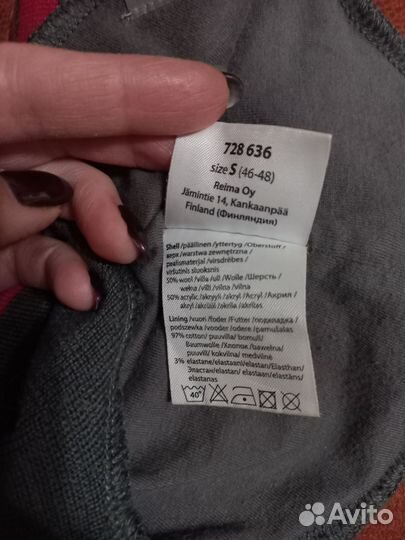 728 636
size S (46-48)
Reima Oy
Jämintie 14, Kankaanpää
Finland (Финляндия)
Shell/päällinen /yttertyg/Oberstoff/
верх/warstwa zewnętrzna/
pealismaterjal/virsdrēbes/
viršutinis sluoksnis
50% wool/villa /ull /Wolle /Шерсть/
wełna /vill /vilna /vilna
50% acrylic/akryyli /akryl /Acryl /Акрил /
akryl /akrüül /akrils /akrilas
Lining /vuori /foder /Futter /подкладка/
podszewka /vooder /odere /pamušalas
97% cotton/ puuvilla/bomull/
Baumwolle /Хлопок /bawełna/
puuvill/ kokvilna/medvilnė
3% elastane/elastaani/elastan/Elasthan/
Эластан/elastan/ elastaan/elastāns/
elastanas
40°
Avito